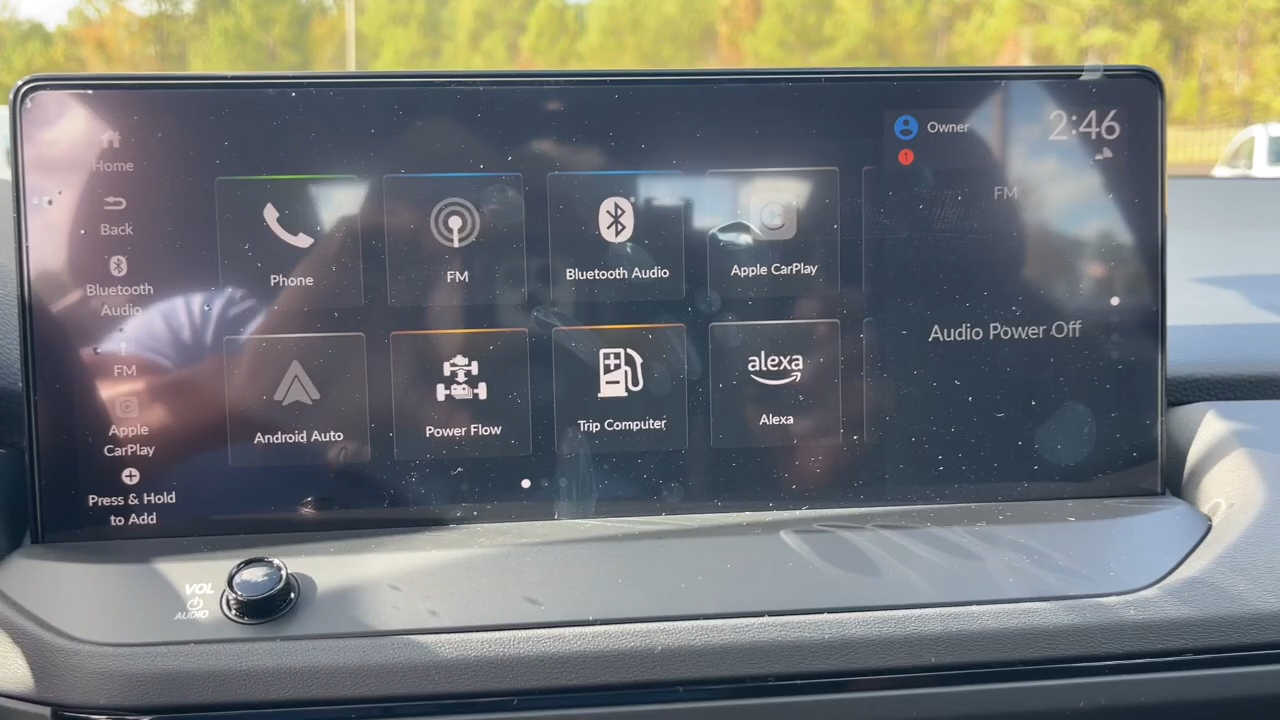 Home
Back
Bluetooth
Audio
FM
Apple
CarPlay
Press & Hold
to Add
Phone
FM
Bluetooth Audio
Apple CarPlay
Android Auto
Power Flow
Trip Computer
alexa
Alexa
Owner
1
2:46
FM
Audio Power Off
VOL
AUDIO